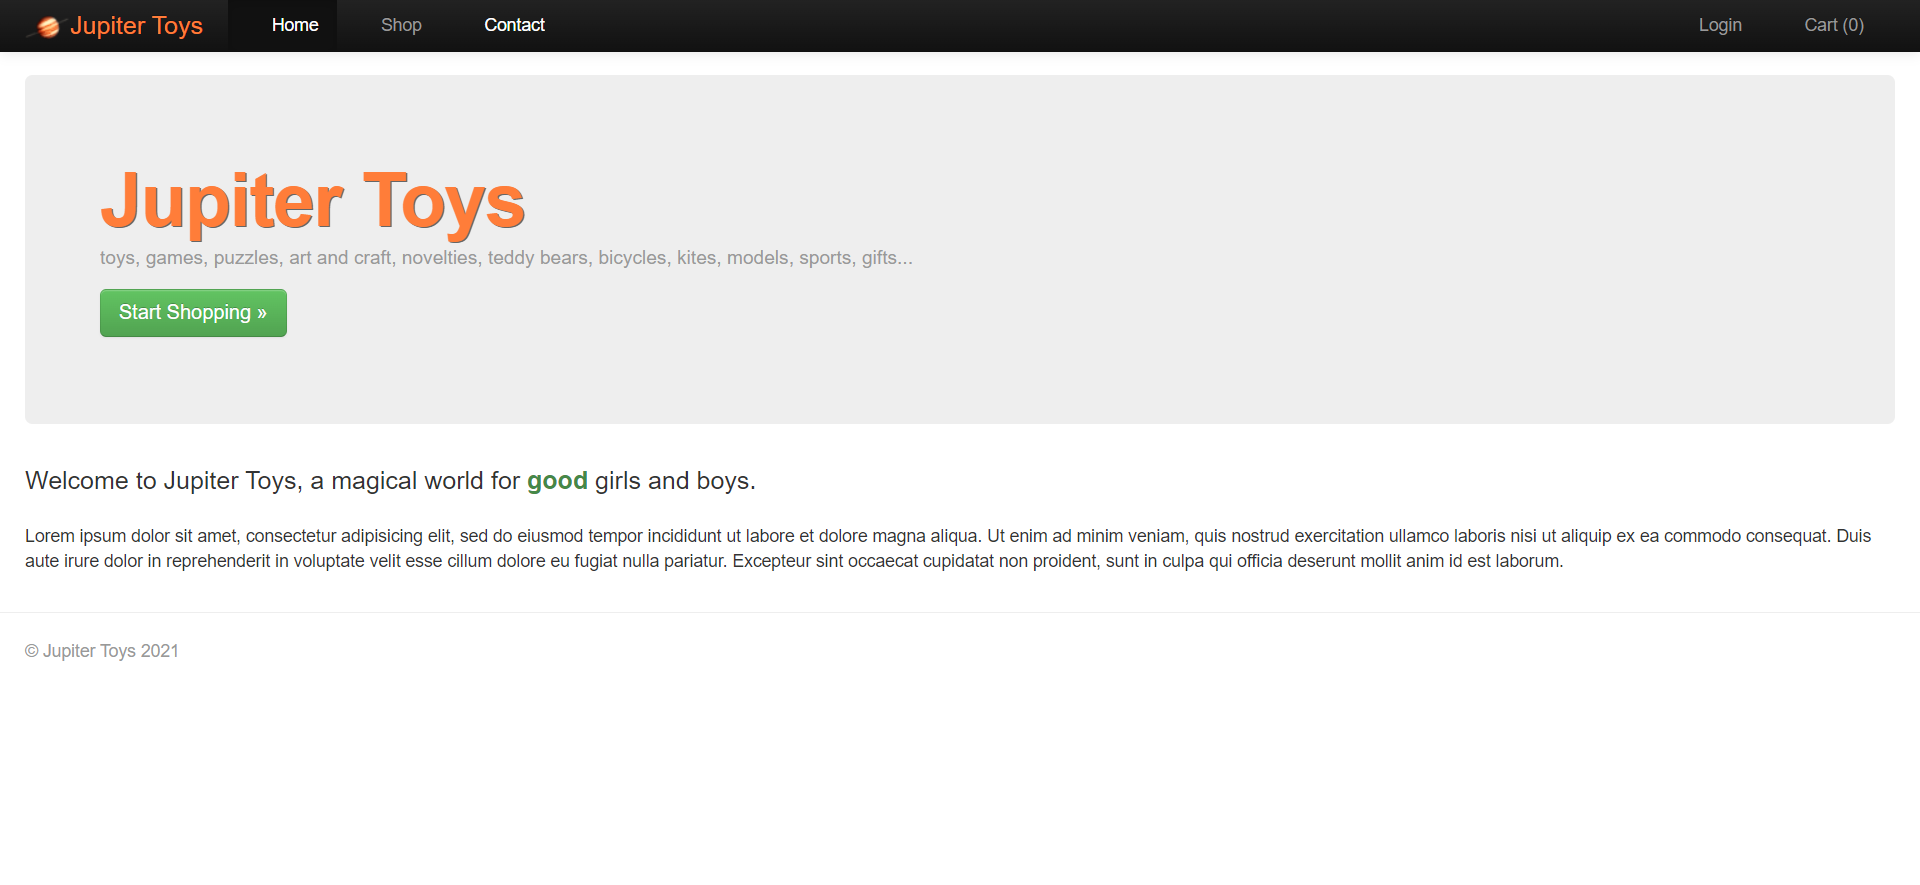 Jupiter Toys Home Shop Contact Login Cart (0)
Jupiter Toys
toys, games, puzzles, art and craft, novelties, teddy bears, bicycles, kites, models, sports, gifts...
Start Shopping »
Welcome to Jupiter Toys, a magical world for good girls and boys.
Lorem ipsum dolor sit amet, consectetur adipisicing elit, sed do eiusmod tempor incididunt ut labore et dolore magna aliqua. Ut enim ad minim veniam, quis nostrud exercitation ullamco laboris nisi ut aliquip ex ea commodo consequat. Duis
aute irure dolor in reprehenderit in voluptate velit esse cillum dolore eu fugiat nulla pariatur. Excepteur sint occaecat cupidatat non proident, sunt in culpa qui officia deserunt mollit anim id est laborum.
© Jupiter Toys 2021